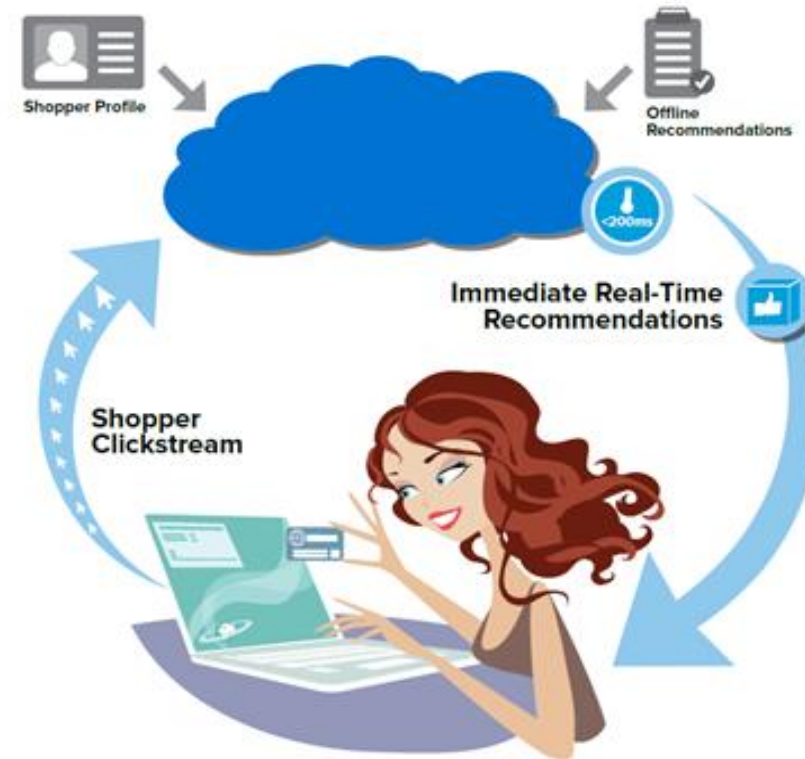 Shopper Profile
Offline
Recommendations
<200ms
Immediate Real-Time
Recommendations
Shopper
Clickstream